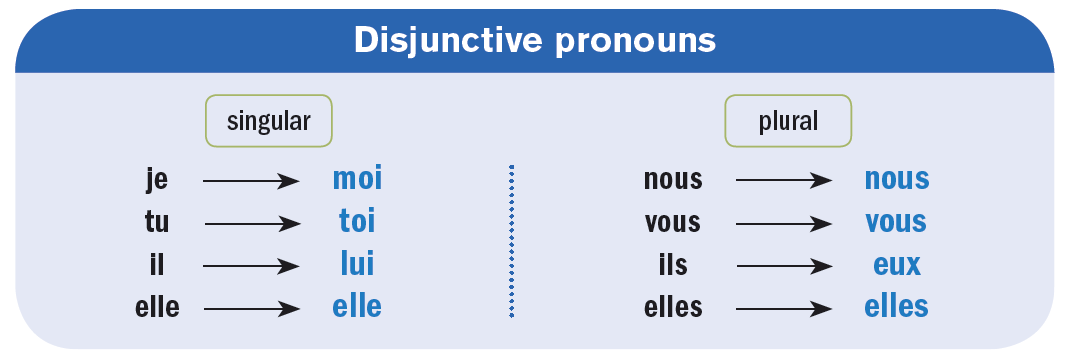 Disjunctive pronouns
singular
je → moi
tu → toi
il → lui
elle → elle
plural
nous → nous
vous → vous
ils → eux
elles → elles